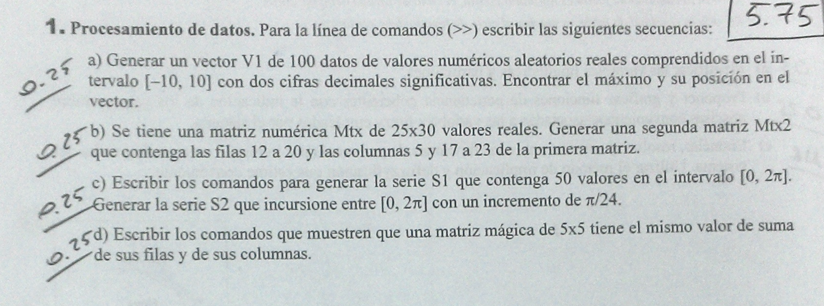 5.75
1. Procesamiento de datos. Para la línea de comandos (>>) escribir las siguientes secuencias:
0.25
a) Generar un vector V1 de 100 datos de valores numéricos aleatorios reales comprendidos en el in-
tervalo [−10, 10] con dos cifras decimales significativas. Encontrar el máximo y su posición en el
vector.
0.25
b) Se tiene una matriz numérica Mtx de 25x30 valores reales. Generar una segunda matriz Mtx2
que contenga las filas 12 a 20 y las columnas 5 y 17 a 23 de la primera matriz.
0.25
c) Escribir los comandos para generar la serie S1 que contenga 50 valores en el intervalo [0, 2π].
Generar la serie S2 que incursione entre [0, 2π] con un incremento de π/24.
0.25
d) Escribir los comandos que muestren que una matriz mágica de 5x5 tiene el mismo valor de suma
de sus filas y de sus columnas.